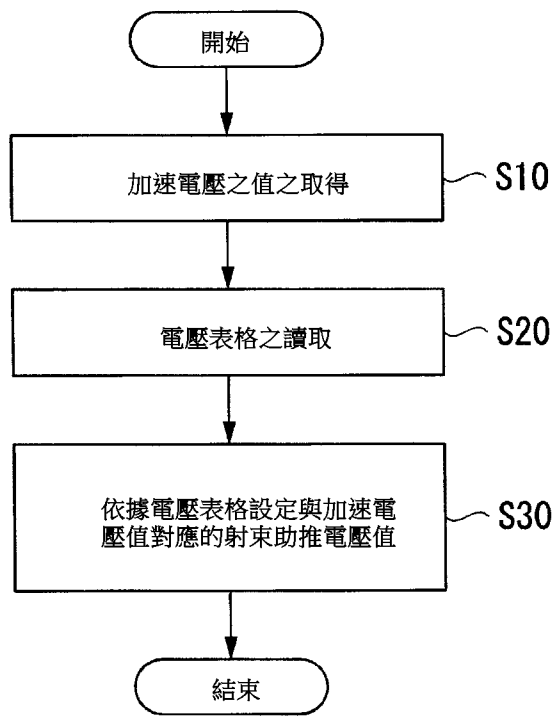 開始
加速電壓之值之取得
S10
電壓表格之讀取
S20
依據電壓表格設定與加速電
壓值對應的射束助推電壓值
S30
結束